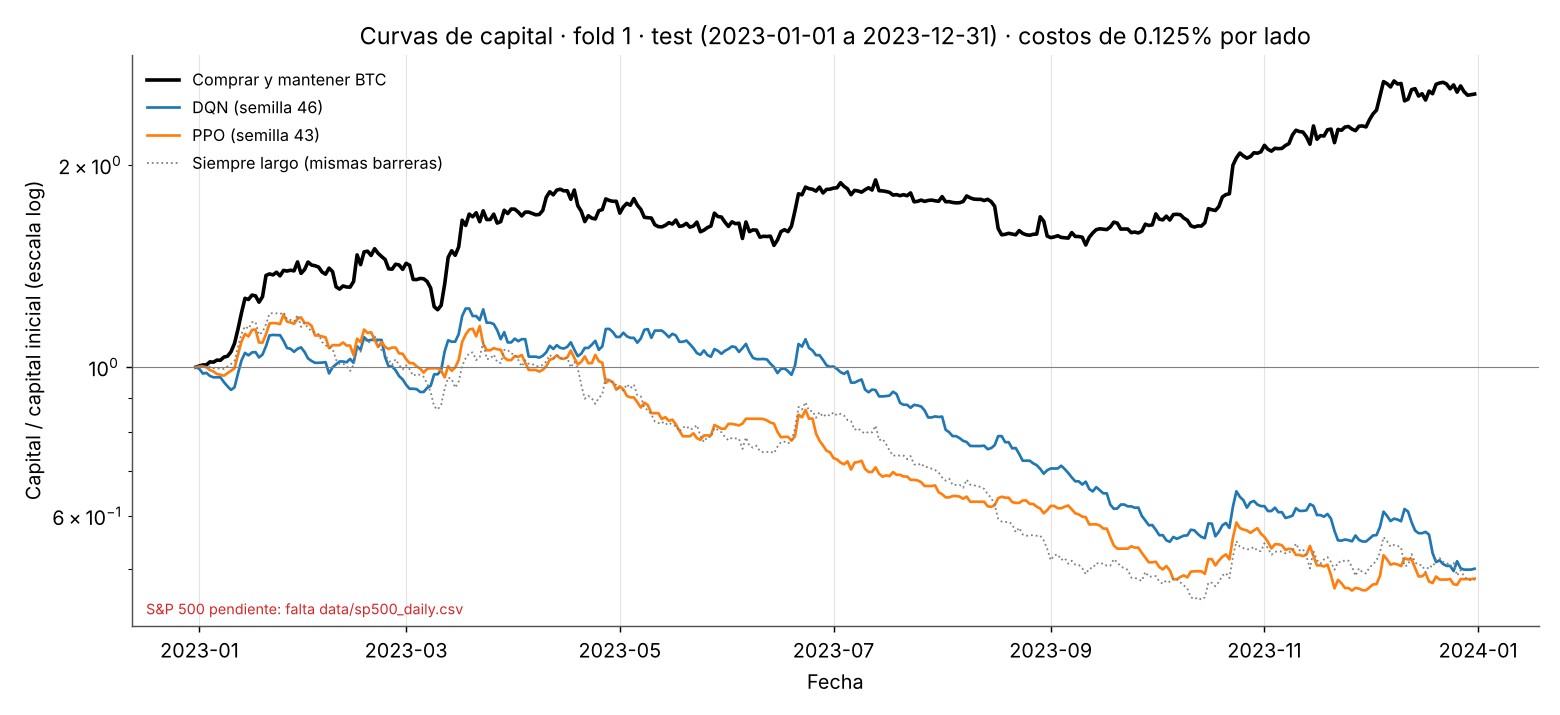 Curvas de capital · fold 1 · test (2023-01-01 a 2023-12-31) · costos de 0.125% por lado
Comprar y mantener BTC
DQN (semilla 46)
PPO (semilla 43)
Siempre largo (mismas barreras)
Capital / capital inicial (escala log)
2 × 10⁰
10⁰
6 × 10⁻¹
S&P 500 pendiente: falta data/sp500_daily.csv
2023-01 2023-03 2023-05 2023-07 2023-09 2023-11 2024-01
Fecha